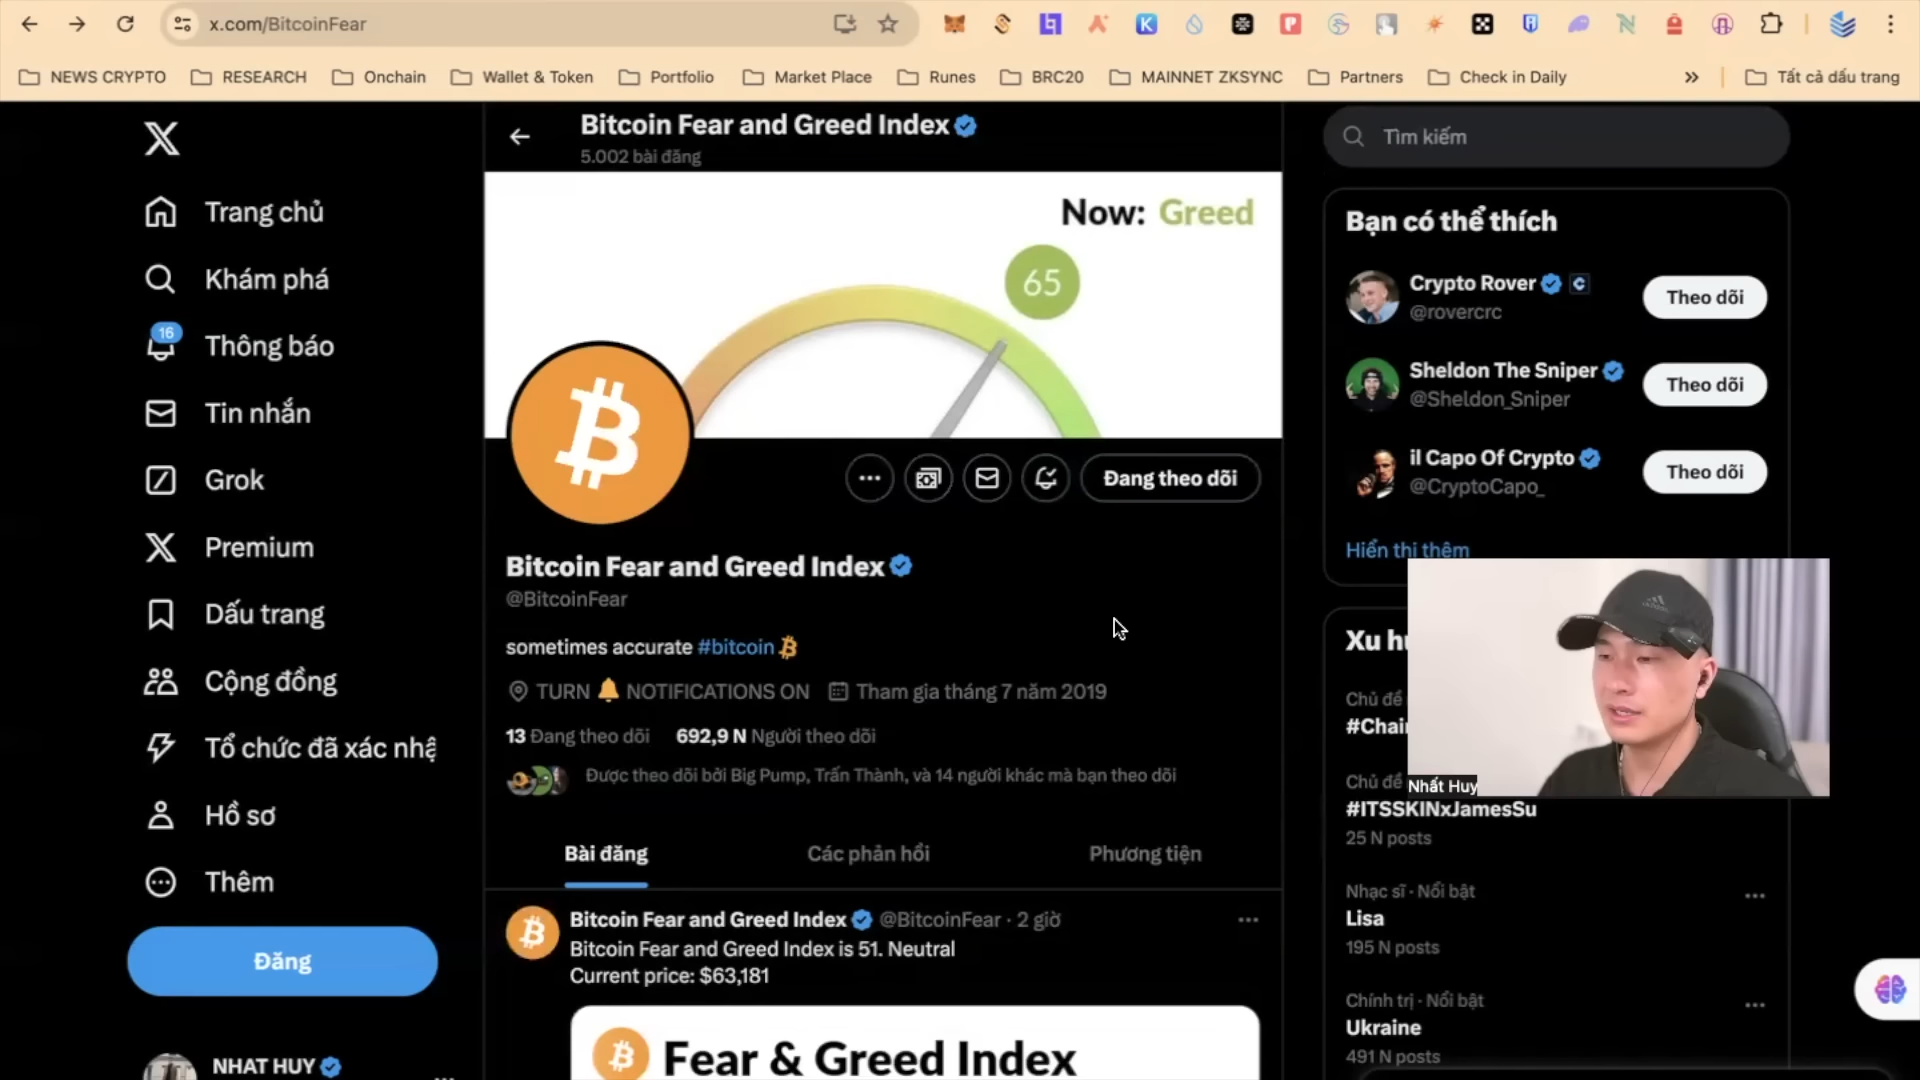 x.com/BitcoinFear
NEWS CRYPTO
RESEARCH
Onchain
Wallet & Token
Portfolio
Market Place
Runes
BRC20
MAINNET ZKSYNC
Partners
Check in Daily
Tất cả dấu trang
Trang chủ
Khám phá
16
Thông báo
Tin nhắn
Grok
Premium
Dấu trang
Cộng đồng
Tổ chức đã xác nhậ
Hồ sơ
Thêm
Đăng
NHAT HUY
Bitcoin Fear and Greed Index
5.002 bài đăng
Now: Greed
65
Đang theo dõi
Bitcoin Fear and Greed Index
@BitcoinFear
sometimes accurate #bitcoin
TURN 🔔 NOTIFICATIONS ON Tham gia tháng 7 năm 2019
13 Đang theo dõi 692,9 N Người theo dõi
Được theo dõi bởi Big Pump, Trấn Thành, và 14 người khác mà bạn theo dõi
Bài đăng
Các phản hồi
Phương tiện
Bitcoin Fear and Greed Index @BitcoinFear · 2 giờ
Bitcoin Fear and Greed Index is 51. Neutral
Current price: $63,181
Fear & Greed Index
Tìm kiếm
Bạn có thể thích
Crypto Rover
@rovercrc
Theo dõi
Sheldon The Sniper
@Sheldon_Sniper
Theo dõi
il Capo Of Crypto
@CryptoCapo_
Theo dõi
Hiển thị thêm
Xu hư
Chủ đề
#Chai
Chủ đề
Nhất Huy
#ITSSKINxJamesSu
25 N posts
Nhạc sĩ · Nổi bật
Lisa
195 N posts
Chính trị · Nổi bật
Ukraine
491 N posts